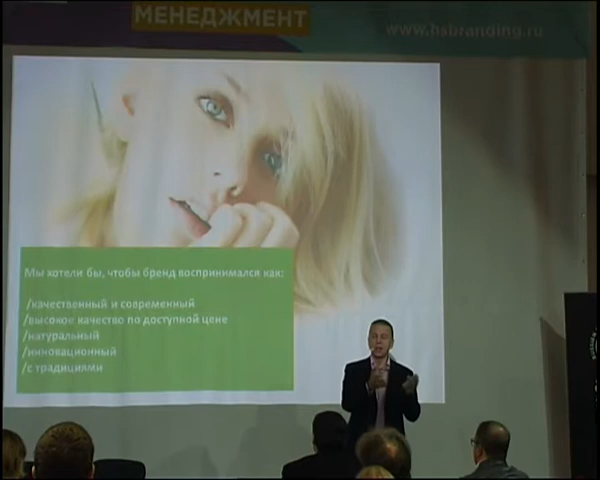 МЕНЕДЖМЕНТ
www.hsbranding.ru
Мы хотели бы, чтобы бренд воспринимался как:
/качественный и современный
/высокое качество по доступной цене
/натуральный
/инновационный
/с традициями